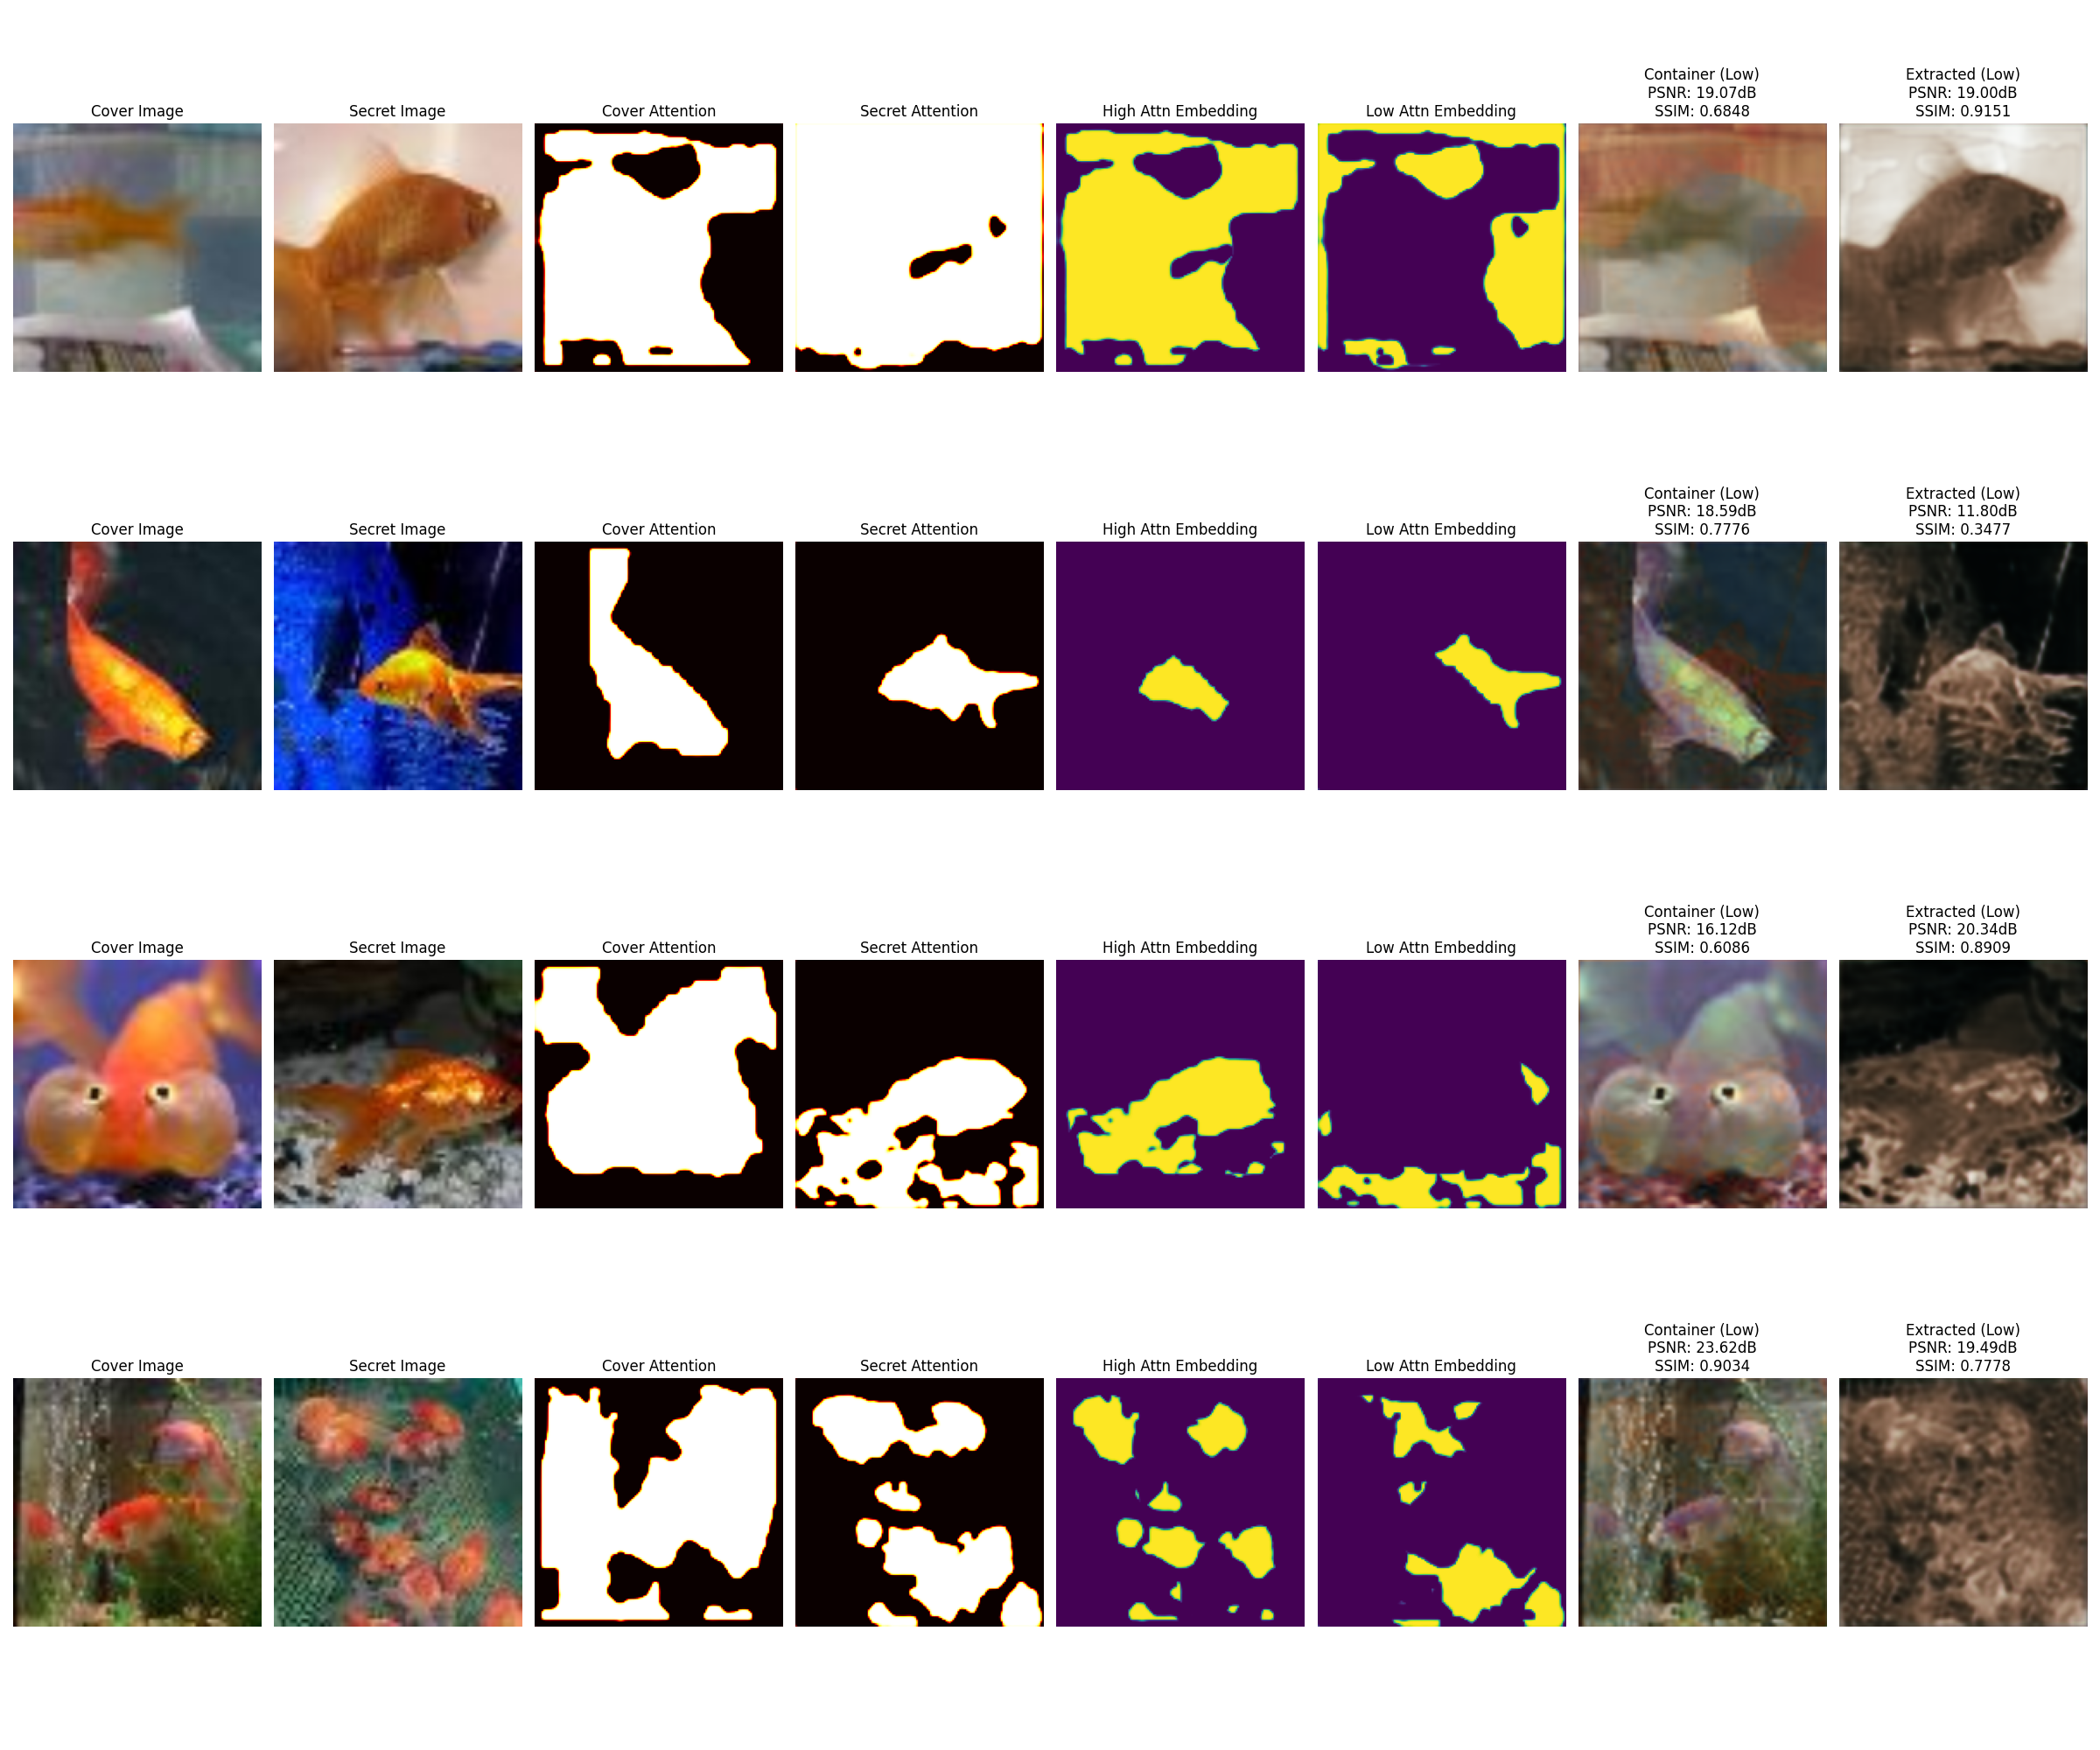 Cover Image
Secret Image
Cover Attention
Secret Attention
High Attn Embedding
Low Attn Embedding
Container (Low)
PSNR: 19.07dB
SSIM: 0.6848
Extracted (Low)
PSNR: 19.00dB
SSIM: 0.9151
Cover Image
Secret Image
Cover Attention
Secret Attention
High Attn Embedding
Low Attn Embedding
Container (Low)
PSNR: 18.59dB
SSIM: 0.7776
Extracted (Low)
PSNR: 11.80dB
SSIM: 0.3477
Cover Image
Secret Image
Cover Attention
Secret Attention
High Attn Embedding
Low Attn Embedding
Container (Low)
PSNR: 16.12dB
SSIM: 0.6086
Extracted (Low)
PSNR: 20.34dB
SSIM: 0.8909
Cover Image
Secret Image
Cover Attention
Secret Attention
High Attn Embedding
Low Attn Embedding
Container (Low)
PSNR: 23.62dB
SSIM: 0.9034
Extracted (Low)
PSNR: 19.49dB
SSIM: 0.7778